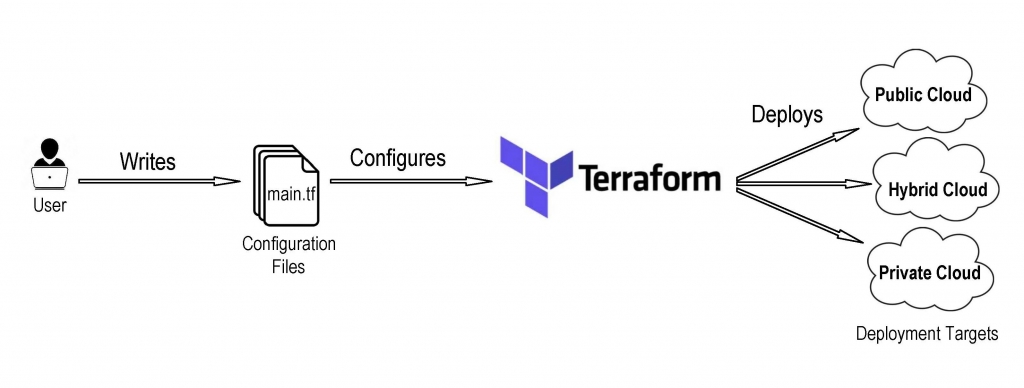 User
Writes
main.tf
Configuration
Files
Configures
Terraform
Deploys
Public Cloud
Hybrid Cloud
Private Cloud
Deployment Targets